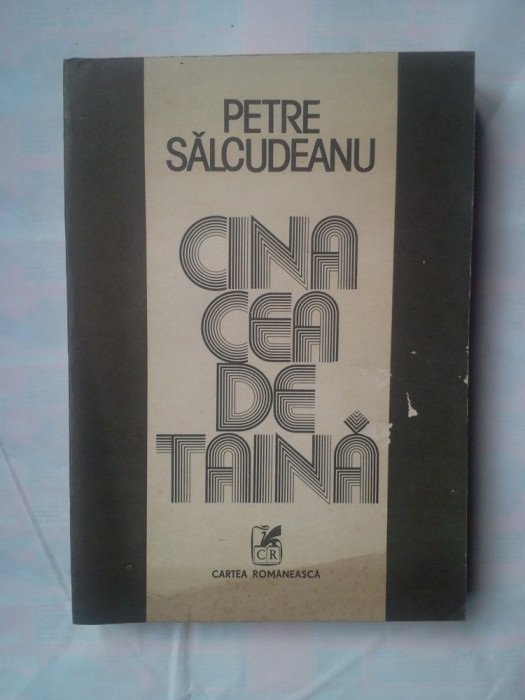 PETRE
SĂLCUDEANU
CINA
CEA
DE
TAINĂ
CR
CARTEA ROMÂNEASCĂ